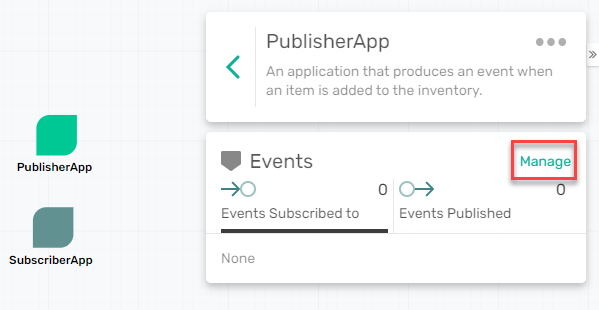 PublisherApp
An application that produces an event when
an item is added to the inventory.
PublisherApp
SubscriberApp
Events
Manage
0
0
Events Subscribed to
Events Published
None